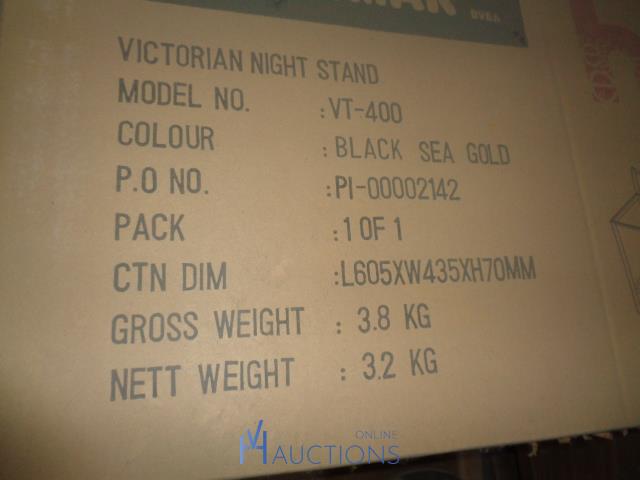 BVBA
VICTORIAN NIGHT STAND
MODEL NO. :VT-400
COLOUR :BLACK SEA GOLD
P.O NO. :PI-00002142
PACK :1 OF 1
CTN DIM :L605XW435XH70MM
GROSS WEIGHT : 3.8 KG
NETT WEIGHT : 3.2 KG
ONLINE
AUCTIONS